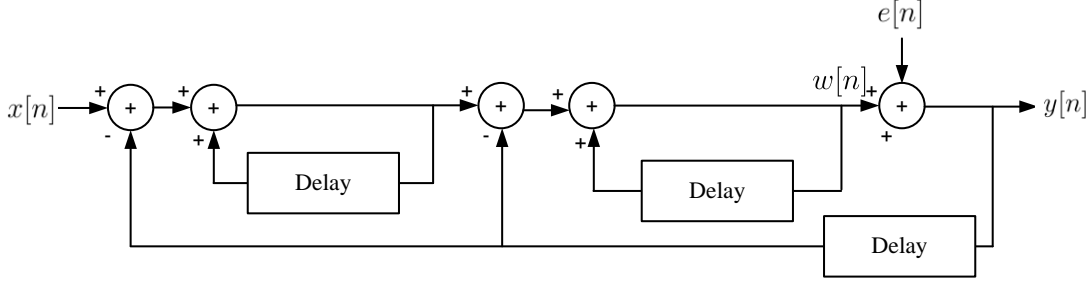 e[n]
w[n]
+ + + + + +
x[n] + + + + + y[n]
- + - + +
Delay
Delay
Delay